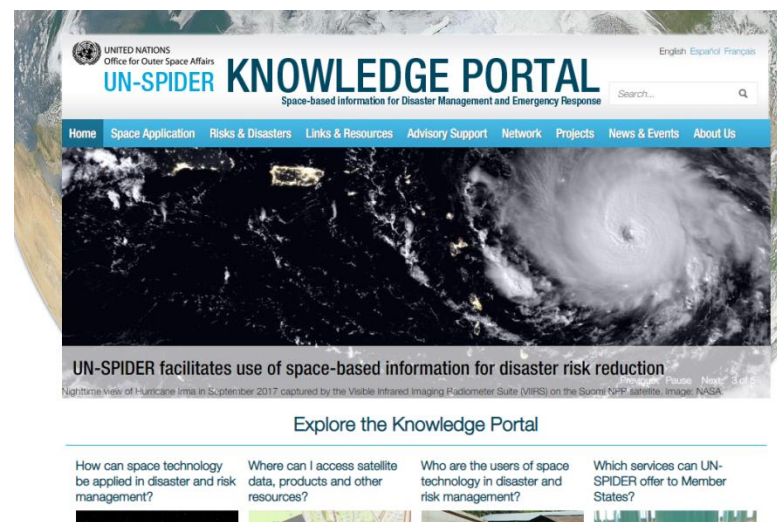 UNITED NATIONS
Office for Outer Space Affairs
UN-SPIDER KNOWLEDGE PORTAL
Space-based information for Disaster Management and Emergency Response
English Español Français
Search...
Home Space Application Risks & Disasters Links & Resources Advisory Support Network Projects News & Events About Us
UN-SPIDER facilitates use of space-based information for disaster risk reduction
Previous Pause Next 3 of 5
Nighttime view of Hurricane Irma in September 2017 captured by the Visible Infrared Imaging Radiometer Suite (VIIRS) on the Suomi NPP satellite. Image: NASA.
Explore the Knowledge Portal
How can space technology
be applied in disaster and risk
management?
Where can I access satellite
data, products and other
resources?
Who are the users of space
technology in disaster and
risk management?
Which services can UN-
SPIDER offer to Member
States?